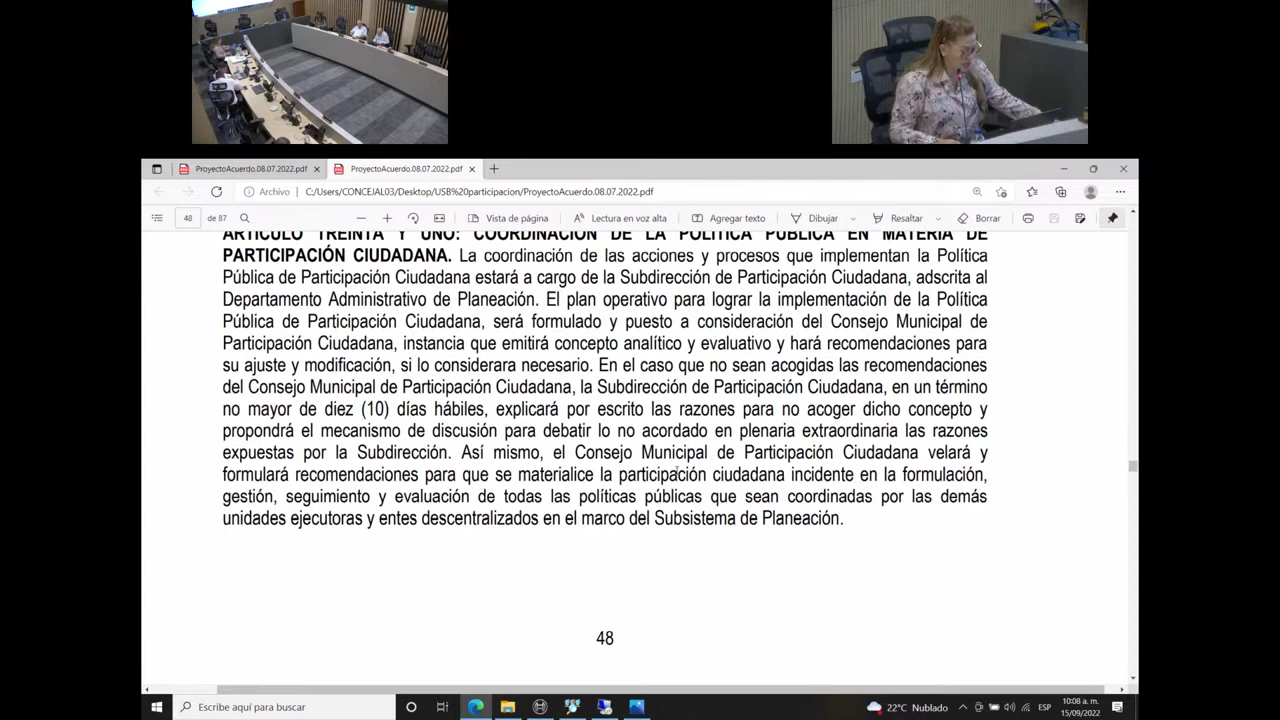 ProyectoAcuerdo.08.07.2022.pdf
ProyectoAcuerdo.08.07.2022.pdf
Archivo
C:/Users/CONCEJAL03/Desktop/USB%20participacion/ProyectoAcuerdo.08.07.2022.pdf
48 de 87
Vista de página
Lectura en voz alta
Agregar texto
Dibujar
Resaltar
Borrar
ARTICULO TREINTA Y UNO: COORDINACIÓN DE LA POLÍTICA PÚBLICA EN MATERIA DE
PARTICIPACIÓN CIUDADANA. La coordinación de las acciones y procesos que implementan la Política
Pública de Participación Ciudadana estará a cargo de la Subdirección de Participación Ciudadana, adscrita al
Departamento Administrativo de Planeación. El plan operativo para lograr la implementación de la Política
Pública de Participación Ciudadana, será formulado y puesto a consideración del Consejo Municipal de
Participación Ciudadana, instancia que emitirá concepto analítico y evaluativo y hará recomendaciones para
su ajuste y modificación, si lo considerara necesario. En el caso que no sean acogidas las recomendaciones
del Consejo Municipal de Participación Ciudadana, la Subdirección de Participación Ciudadana, en un término
no mayor de diez (10) días hábiles, explicará por escrito las razones para no acoger dicho concepto y
propondrá el mecanismo de discusión para debatir lo no acordado en plenaria extraordinaria las razones
expuestas por la Subdirección. Así mismo, el Consejo Municipal de Participación Ciudadana velará y
formulará recomendaciones para que se materialice la participación ciudadana incidente en la formulación,
gestión, seguimiento y evaluación de todas las políticas públicas que sean coordinadas por las demás
unidades ejecutoras y entes descentralizados en el marco del Subsistema de Planeación.
48
Escribe aquí para buscar
22°C Nublado
ESP
10:08 a. m.
15/09/2022